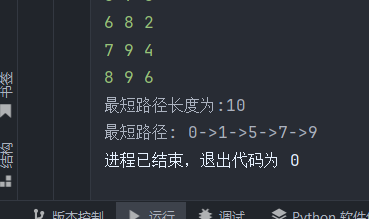 6 8 2
7 9 4
8 9 6
最短路径长度为:10
最短路径: 0->1->5->7->9
进程已结束，退出代码为 0
书签
结构
版本控制
运行
调试
Python 软件